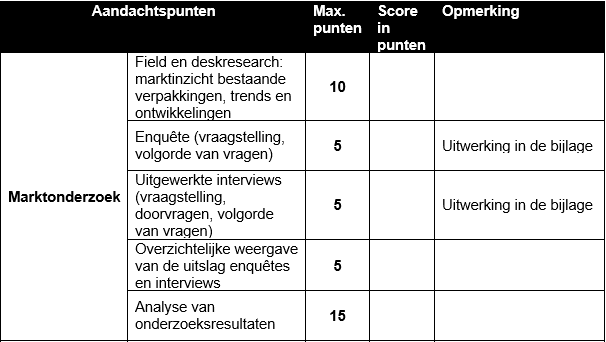 Aandachtspunten Max. Score Opmerking
punten in
punten
Field en deskresearch:
marktinzicht bestaande
verpakkingen, trends en
ontwikkelingen
10
Enquête (vraagstelling,
volgorde van vragen)
5
Uitwerking in de bijlage
Marktonderzoek
Uitgewerkte interviews
(vraagstelling,
doorvragen, volgorde
van vragen)
5
Uitwerking in de bijlage
Overzichtelijke weergave
van de uitslag enquêtes
en interviews
5
Analyse van
onderzoeksresultaten
15